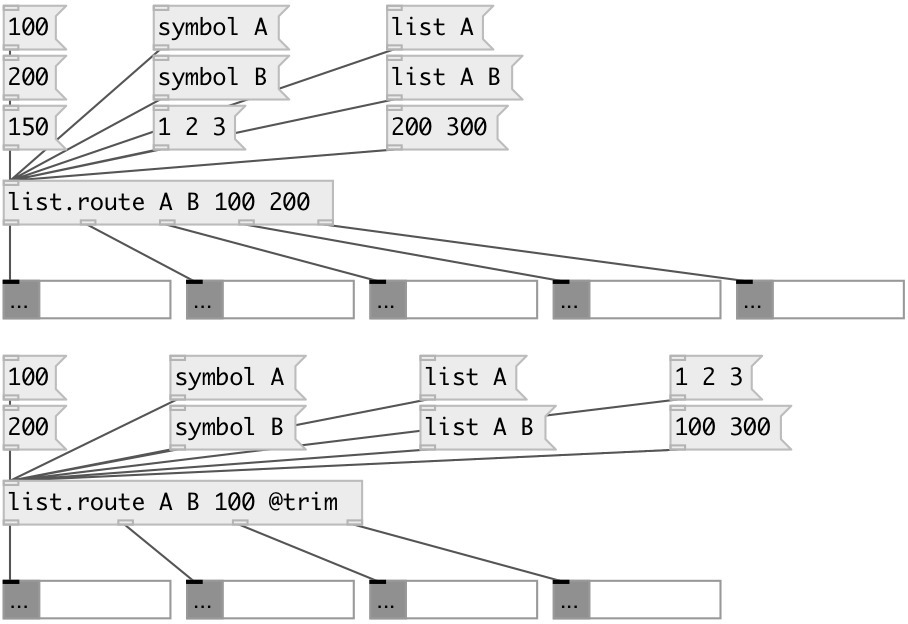 100
symbol A
list A
200
symbol B
list A B
150
1 2 3
200 300
list.route A B 100 200
...
...
...
...
...
100
symbol A
list A
1 2 3
200
symbol B
list A B
100 300
list.route A B 100 @trim
...
...
...
...